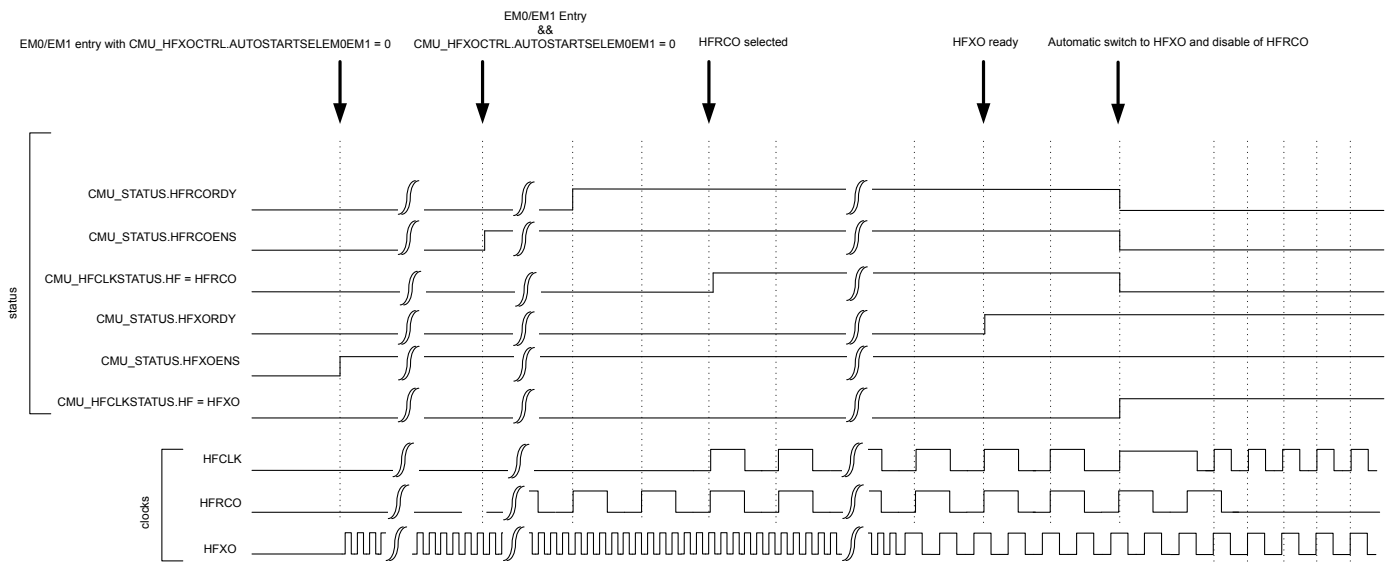 EM0/EM1 Entry
&&
EM0/EM1 entry with CMU_HFXOCTRL.AUTOSTARTSELEM0EM1 = 0
CMU_HFXOCTRL.AUTOSTARTSELEM0EM1 = 0
HFRCO selected
HFXO ready
Automatic switch to HFXO and disable of HFRCO
status
CMU_STATUS.HFRCORDY
CMU_STATUS.HFRCOENS
CMU_HFCLKSTATUS.HF = HFRCO
CMU_STATUS.HFXORDY
CMU_STATUS.HFXOENS
CMU_HFCLKSTATUS.HF = HFXO
clocks
HFCLK
HFRCO
HFXO